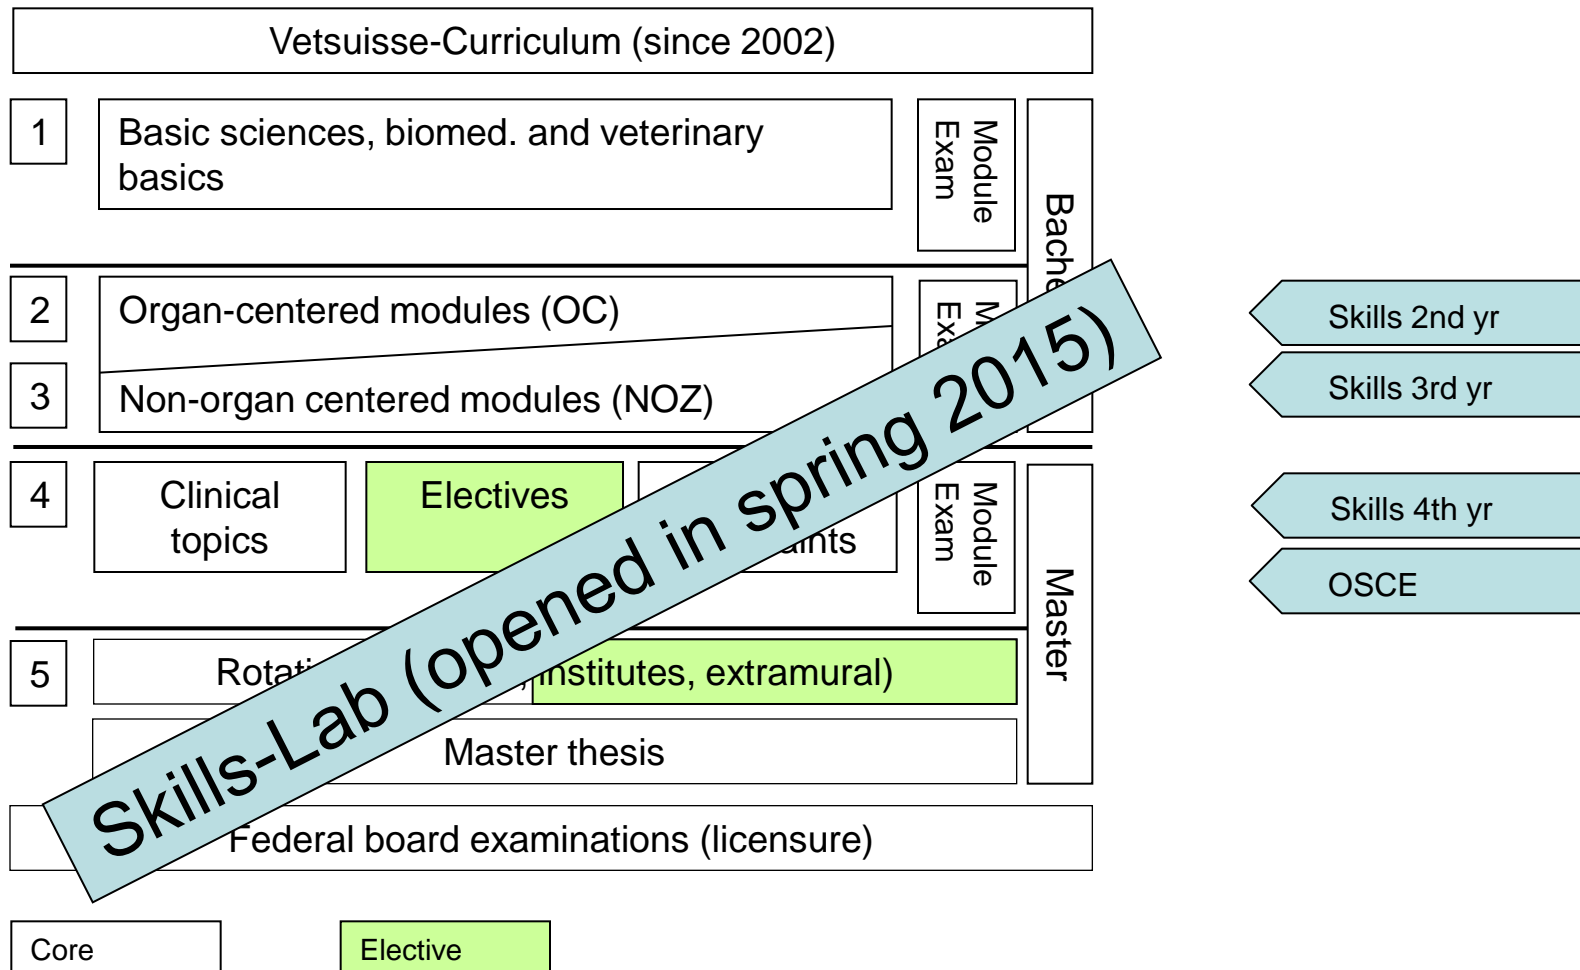 Vetsuisse-Curriculum (since 2002)
1
Basic sciences, biomed. and veterinary
basics
Module
Exam
2
Organ-centered modules (OC)
3
Non-organ centered modules (NOZ)
4
Clinical
topics
Electives
Module
Exam
Master
5
institutes, extramural)
Master thesis
Federal board examinations (licensure)
Skills-Lab (opened in spring 2015)
Skills 2nd yr
Skills 3rd yr
Skills 4th yr
OSCE
Core
Elective